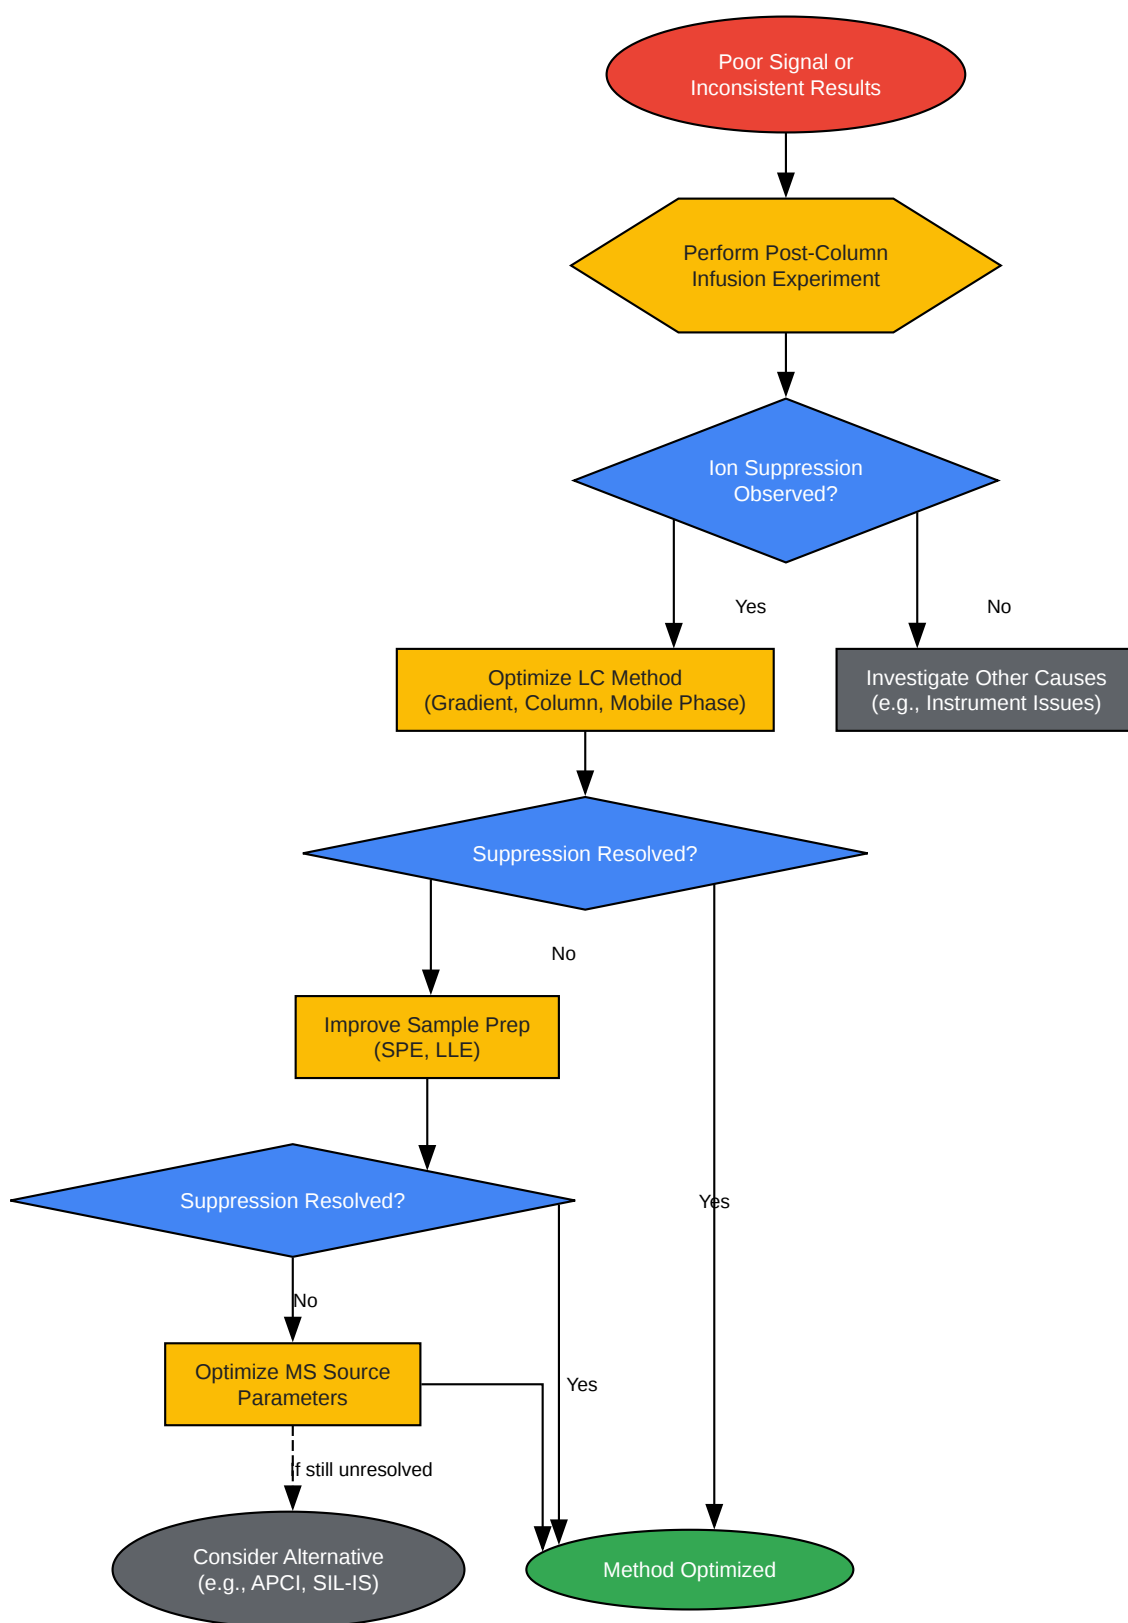 Poor Signal or
Inconsistent Results
Perform Post-Column
Infusion Experiment
Ion Suppression
Observed?
Yes
No
Optimize LC Method
(Gradient, Column, Mobile Phase)
Investigate Other Causes
(e.g., Instrument Issues)
Suppression Resolved?
No
Improve Sample Prep
(SPE, LLE)
Suppression Resolved?
Yes
No
Optimize MS Source
Parameters
Yes
If still unresolved
Consider Alternative
(e.g., APCI, SIL-IS)
Method Optimized